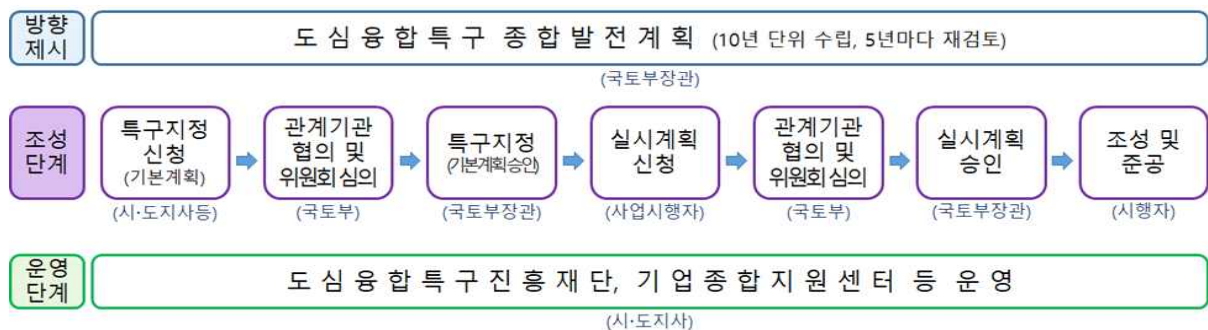 방향
제시
도심융합특구 종합발전계획 (10년 단위 수립, 5년마다 재검토)
(국토부장관)
조성
단계
특구지정
신청
(기본계획)
(시·도지사등)
관계기관
협의 및
위원회 심의
(국토부)
특구지정
(기본계획승인)
(국토부장관)
실시계획
신청
(사업시행자)
관계기관
협의 및
위원회 심의
(국토부)
실시계획
승인
(국토부장관)
조성 및
준공
(시행자)
운영
단계
도심융합특구진흥재단, 기업종합지원센터 등 운영
(시·도지사)